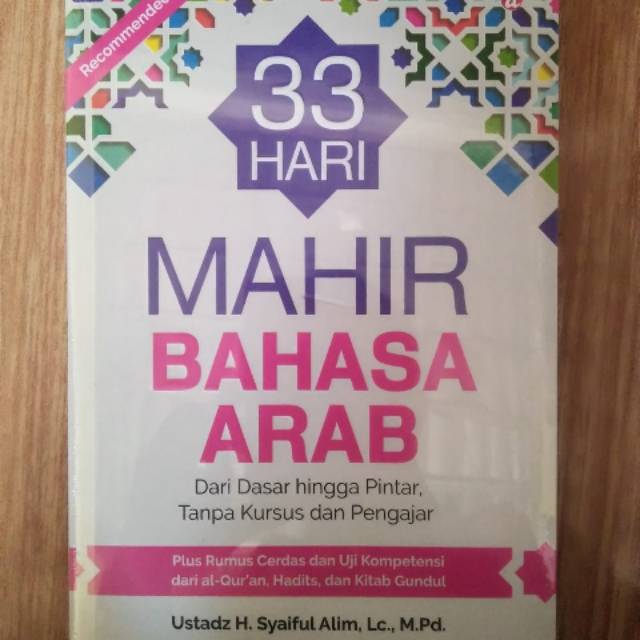 Recommended
33
HARI
MAHIR
BAHASA
ARAB
Dari Dasar hingga Pintar,
Tanpa Kursus dan Pengajar
Plus Rumus Cerdas dan Uji Kompetensi
dari al-Qur'an, Hadits, dan Kitab Gundul
Ustadz H. Syaiful Alim, Lc., M.Pd.